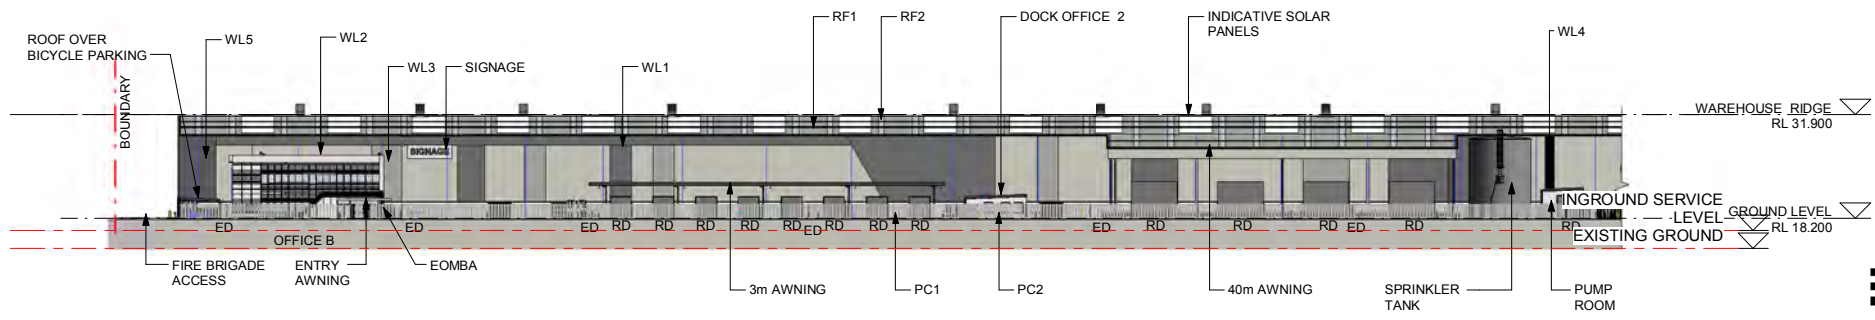 RF1
RF2
DOCK OFFICE 2
INDICATIVE SOLAR
PANELS
ROOF OVER
BICYCLE PARKING
WL5
WL2
WL3
SIGNAGE
WL1
WL4
BOUNDARY
WAREHOUSE RIDGE
RL 31.900
SIGNAGE
INGROUND SERVICE
LEVEL
GROUND LEVEL
RL 18.200
EXISTING GROUND
ED
ED
ED
RD
RD
RD
RD
RD
ED
RD
RD
RD
ED
RD
RD
RD
ED
RD
RD
OFFICE B
FIRE BRIGADE
ACCESS
ENTRY
AWNING
EOMBA
3m AWNING
PC1
PC2
40m AWNING
SPRINKLER
TANK
PUMP
ROOM